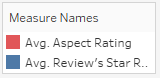 Measure Names
Avg. Aspect Rating
Avg. Review's Star R..